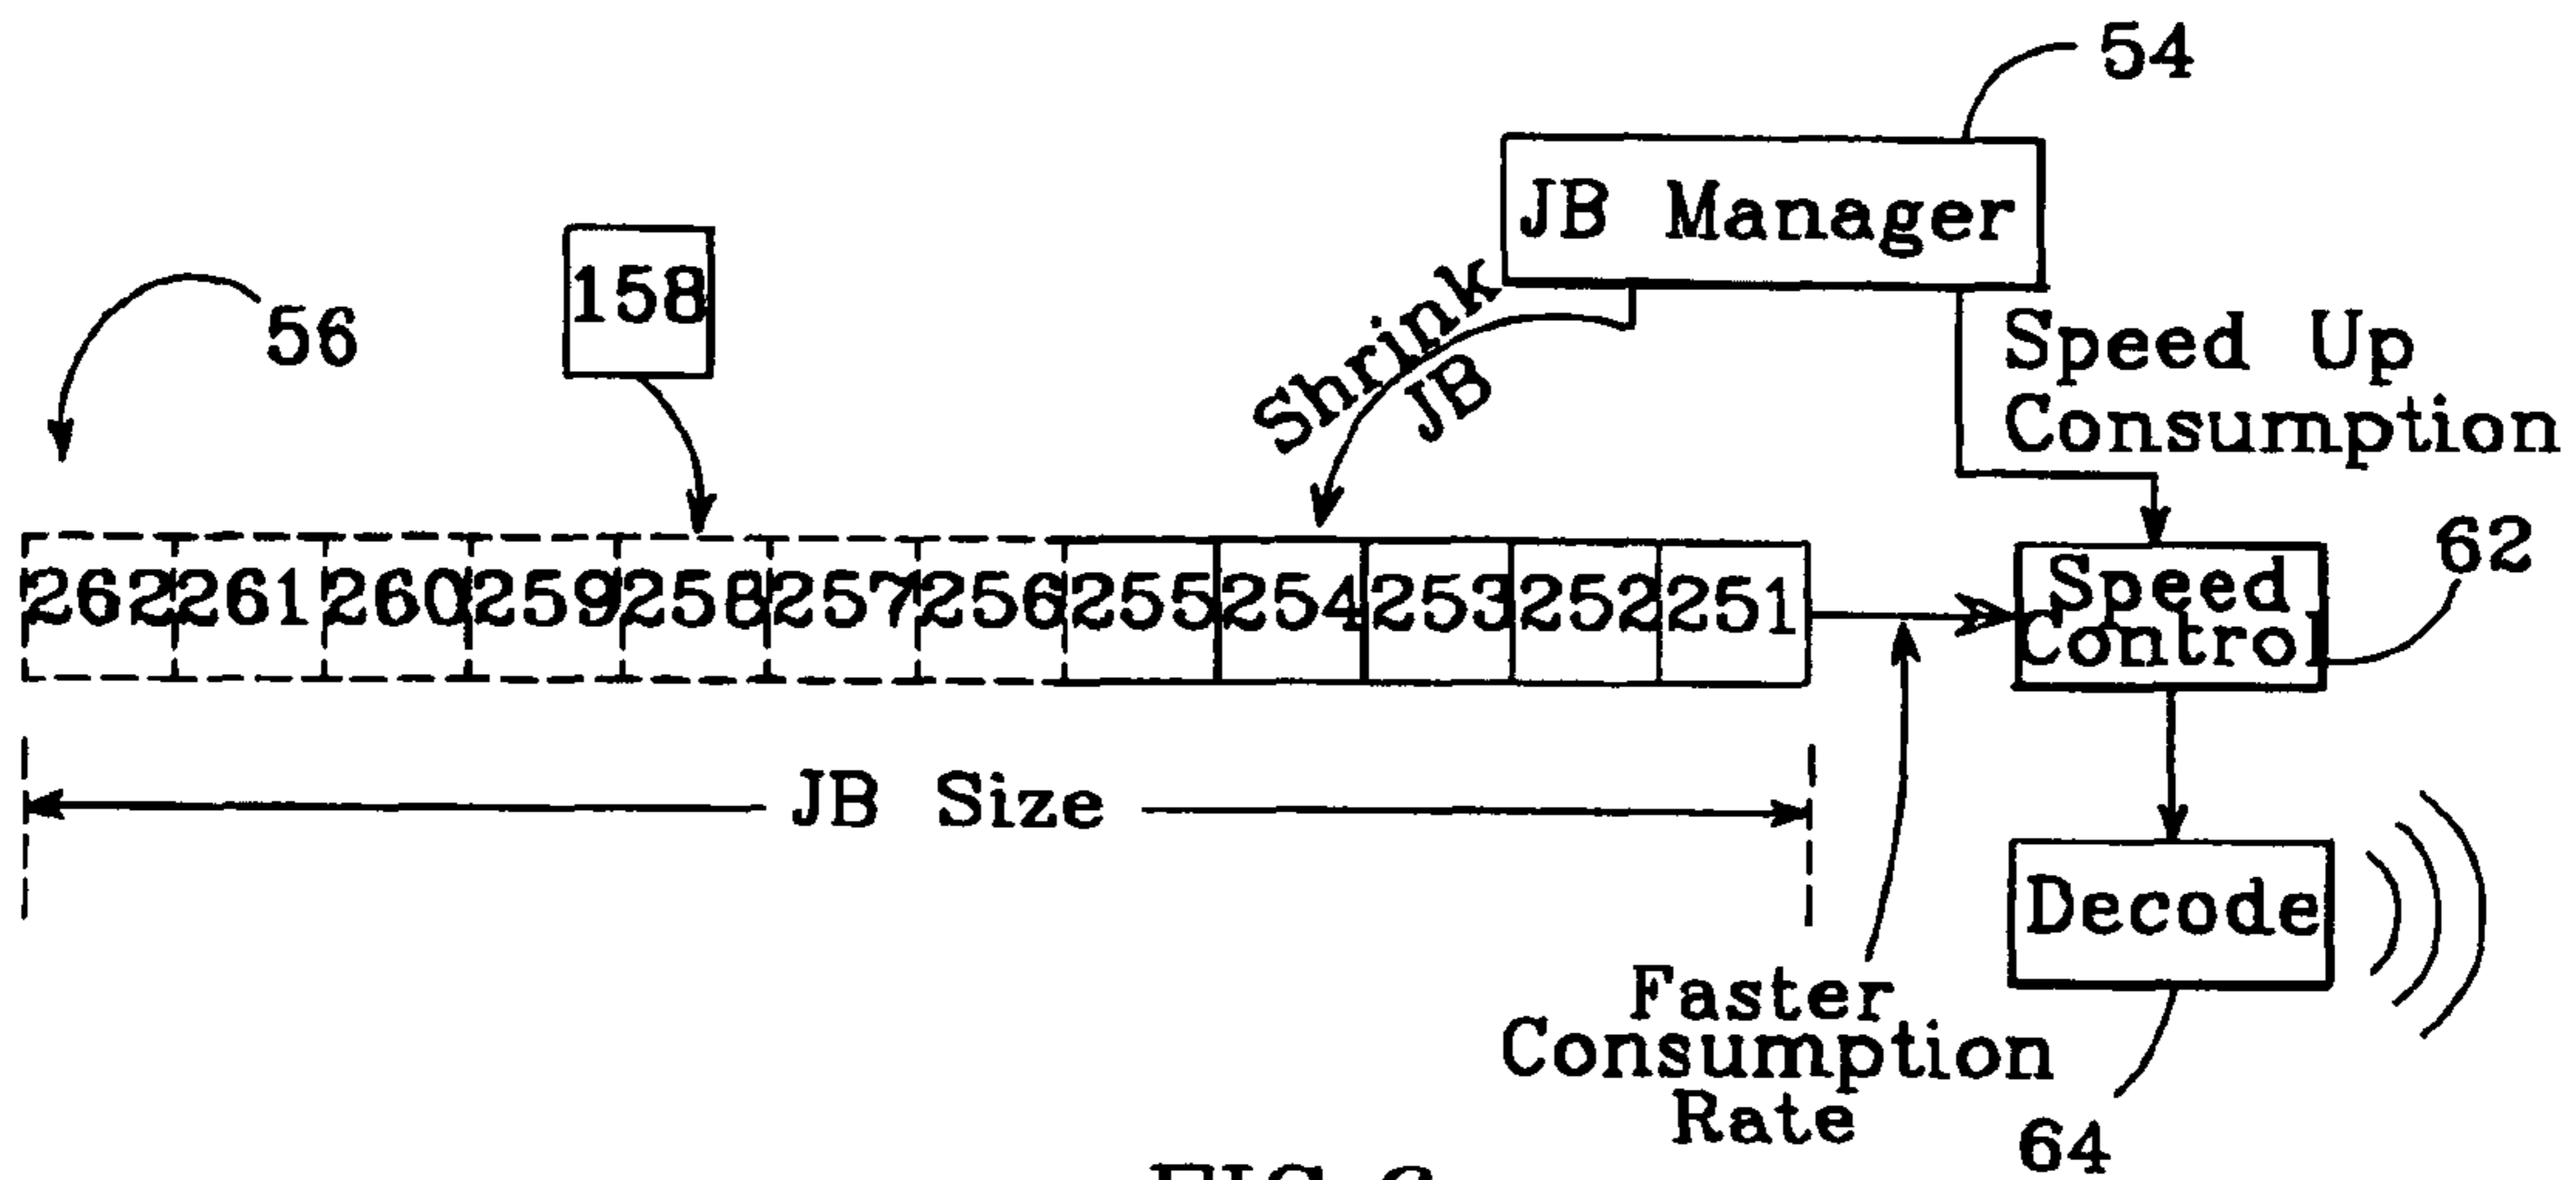 54
JB Manager
158
56
Shrink
JB
Speed Up
Consumption
262 261 260 259 258 257 256 255 254 253 252 251
Speed
Control
62
JB Size
Decode
Faster
Consumption
Rate
64